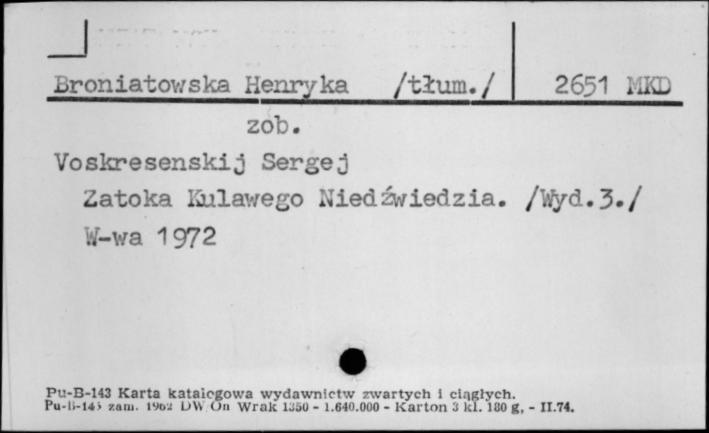 Broniatowska Henryka /tłum./ 2651 MKD
zob.
Voskresenskij Sergej
Zatoka Kulawego Niedźwiedzia. /Wyd.3./
W-wa 1972
Pu-B-143 Karta katalogowa wydawnictw zwartych i ciągłych.
Pu-B-143 zam. 1962 DW On Wrak 1350 - 1.640.000 - Karton 3 kl. 180 g, - II.74.